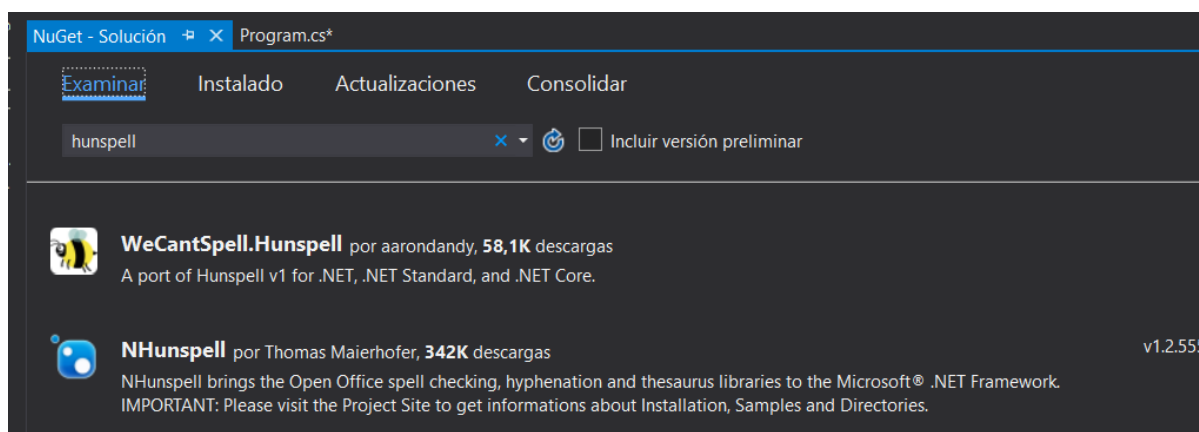 NuGet - Solución Program.cs*
Examinar Instalado Actualizaciones Consolidar
hunspell Incluir versión preliminar
WeCantSpell.Hunspell por aarondandy, 58,1K descargas
A port of Hunspell v1 for .NET, .NET Standard, and .NET Core.
NHunspell por Thomas Maierhofer, 342K descargas v1.2.555
NHunspell brings the Open Office spell checking, hyphenation and thesaurus libraries to the Microsoft® .NET Framework.
IMPORTANT: Please visit the Project Site to get informations about Installation, Samples and Directories.